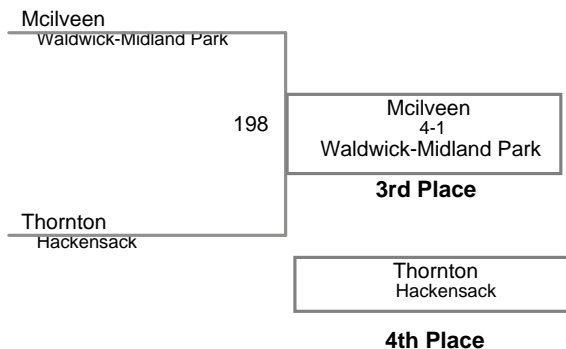 Mcilveen
Waldwick-Midland Park
198
Mcilveen
4-1
Waldwick-Midland Park
3rd Place
Thornton
Hackensack
Thornton
Hackensack
4th Place